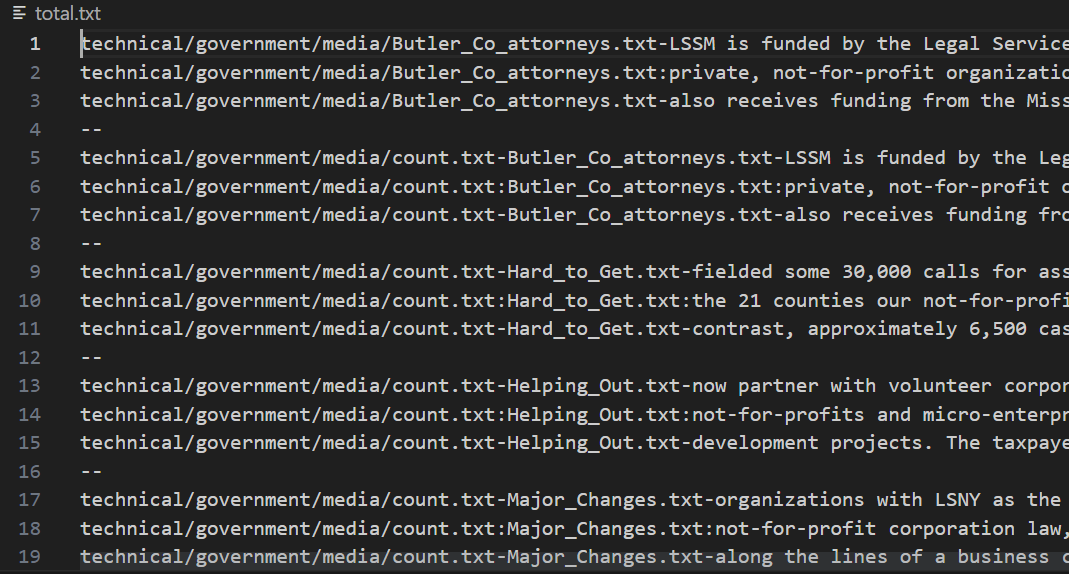 total.txt
1 technical/government/media/Butler_Co_attorneys.txt-LSSM is funded by the Legal Service
2 technical/government/media/Butler_Co_attorneys.txt:private, not-for-profit organizatio
3 technical/government/media/Butler_Co_attorneys.txt-also receives funding from the Miss
4 --
5 technical/government/media/count.txt-Butler_Co_attorneys.txt-LSSM is funded by the Leg
6 technical/government/media/count.txt:Butler_Co_attorneys.txt:private, not-for-profit o
7 technical/government/media/count.txt-Butler_Co_attorneys.txt-also receives funding fro
8 --
9 technical/government/media/count.txt-Hard_to_Get.txt-fielded some 30,000 calls for ass
10 technical/government/media/count.txt:Hard_to_Get.txt:the 21 counties our not-for-profi
11 technical/government/media/count.txt-Hard_to_Get.txt-contrast, approximately 6,500 cas
12 --
13 technical/government/media/count.txt-Helping_Out.txt-now partner with volunteer corpor
14 technical/government/media/count.txt:Helping_Out.txt:not-for-profits and micro-enterpr
15 technical/government/media/count.txt-Helping_Out.txt-development projects. The taxpaye
16 --
17 technical/government/media/count.txt-Major_Changes.txt-organizations with LSNY as the
18 technical/government/media/count.txt:Major_Changes.txt:not-for-profit corporation law,
19 technical/government/media/count.txt-Major_Changes.txt-along the lines of a business c